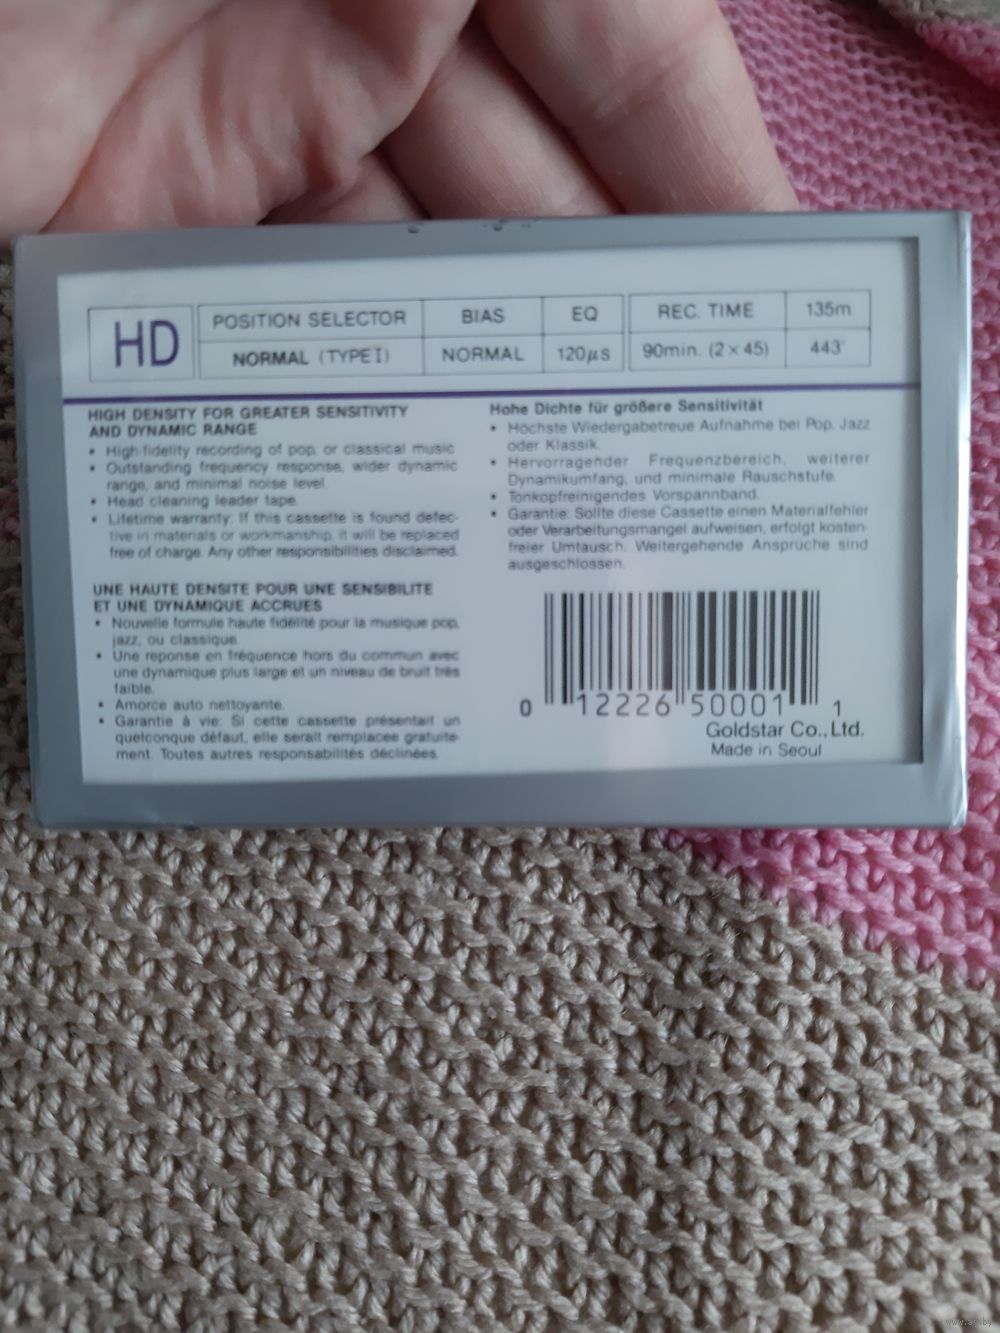 HD
POSITION SELECTOR BIAS EQ REC. TIME 135m
NORMAL (TYPE I) NORMAL 120µs 90min. (2×45) 443'
HIGH DENSITY FOR GREATER SENSITIVITY
AND DYNAMIC RANGE
• High-fidelity recording of pop, or classical music
• Outstanding frequency response, wider dynamic
range, and minimal noise level.
• Head cleaning leader tape.
• Lifetime warranty: If this cassette is found defec-
tive in materials or workmanship, it will be replaced
free of charge. Any other responsibilities disclaimed.
UNE HAUTE DENSITE POUR UNE SENSIBILITE
ET UNE DYNAMIQUE ACCRUES
• Nouvelle formule haute fidélité pour la musique pop,
jazz, ou classique.
• Une reponse en fréquence hors du commun avec
une dynamique plus large et un niveau de bruit très
faible.
• Amorce auto nettoyante.
• Garantie à vie: Si cette cassette présentait un
quelconque défaut, elle serait remplacee gratuite-
ment. Toutes autres responsabilités déclinées.
Hohe Dichte für größere Sensitivität
• Höchste Wiedergabetreue Aufnahme bei Pop, Jazz
oder Klassik.
• Hervorragehder Frequenzbereich, weiterer
Dynamikumfang, und minimale Rauschstufe.
• Tonkopfreinigendes Vorspannband.
• Garantie: Sollte diese Cassette einen Materialfehler
oder Verarbeitungsmangel aufweisen, erfolgt kosten-
freier Umtausch. Weitergehende Ansprüche sind
ausgeschlossen.
0 12226 50001 1
Goldstar Co., Ltd.
Made in Seoul